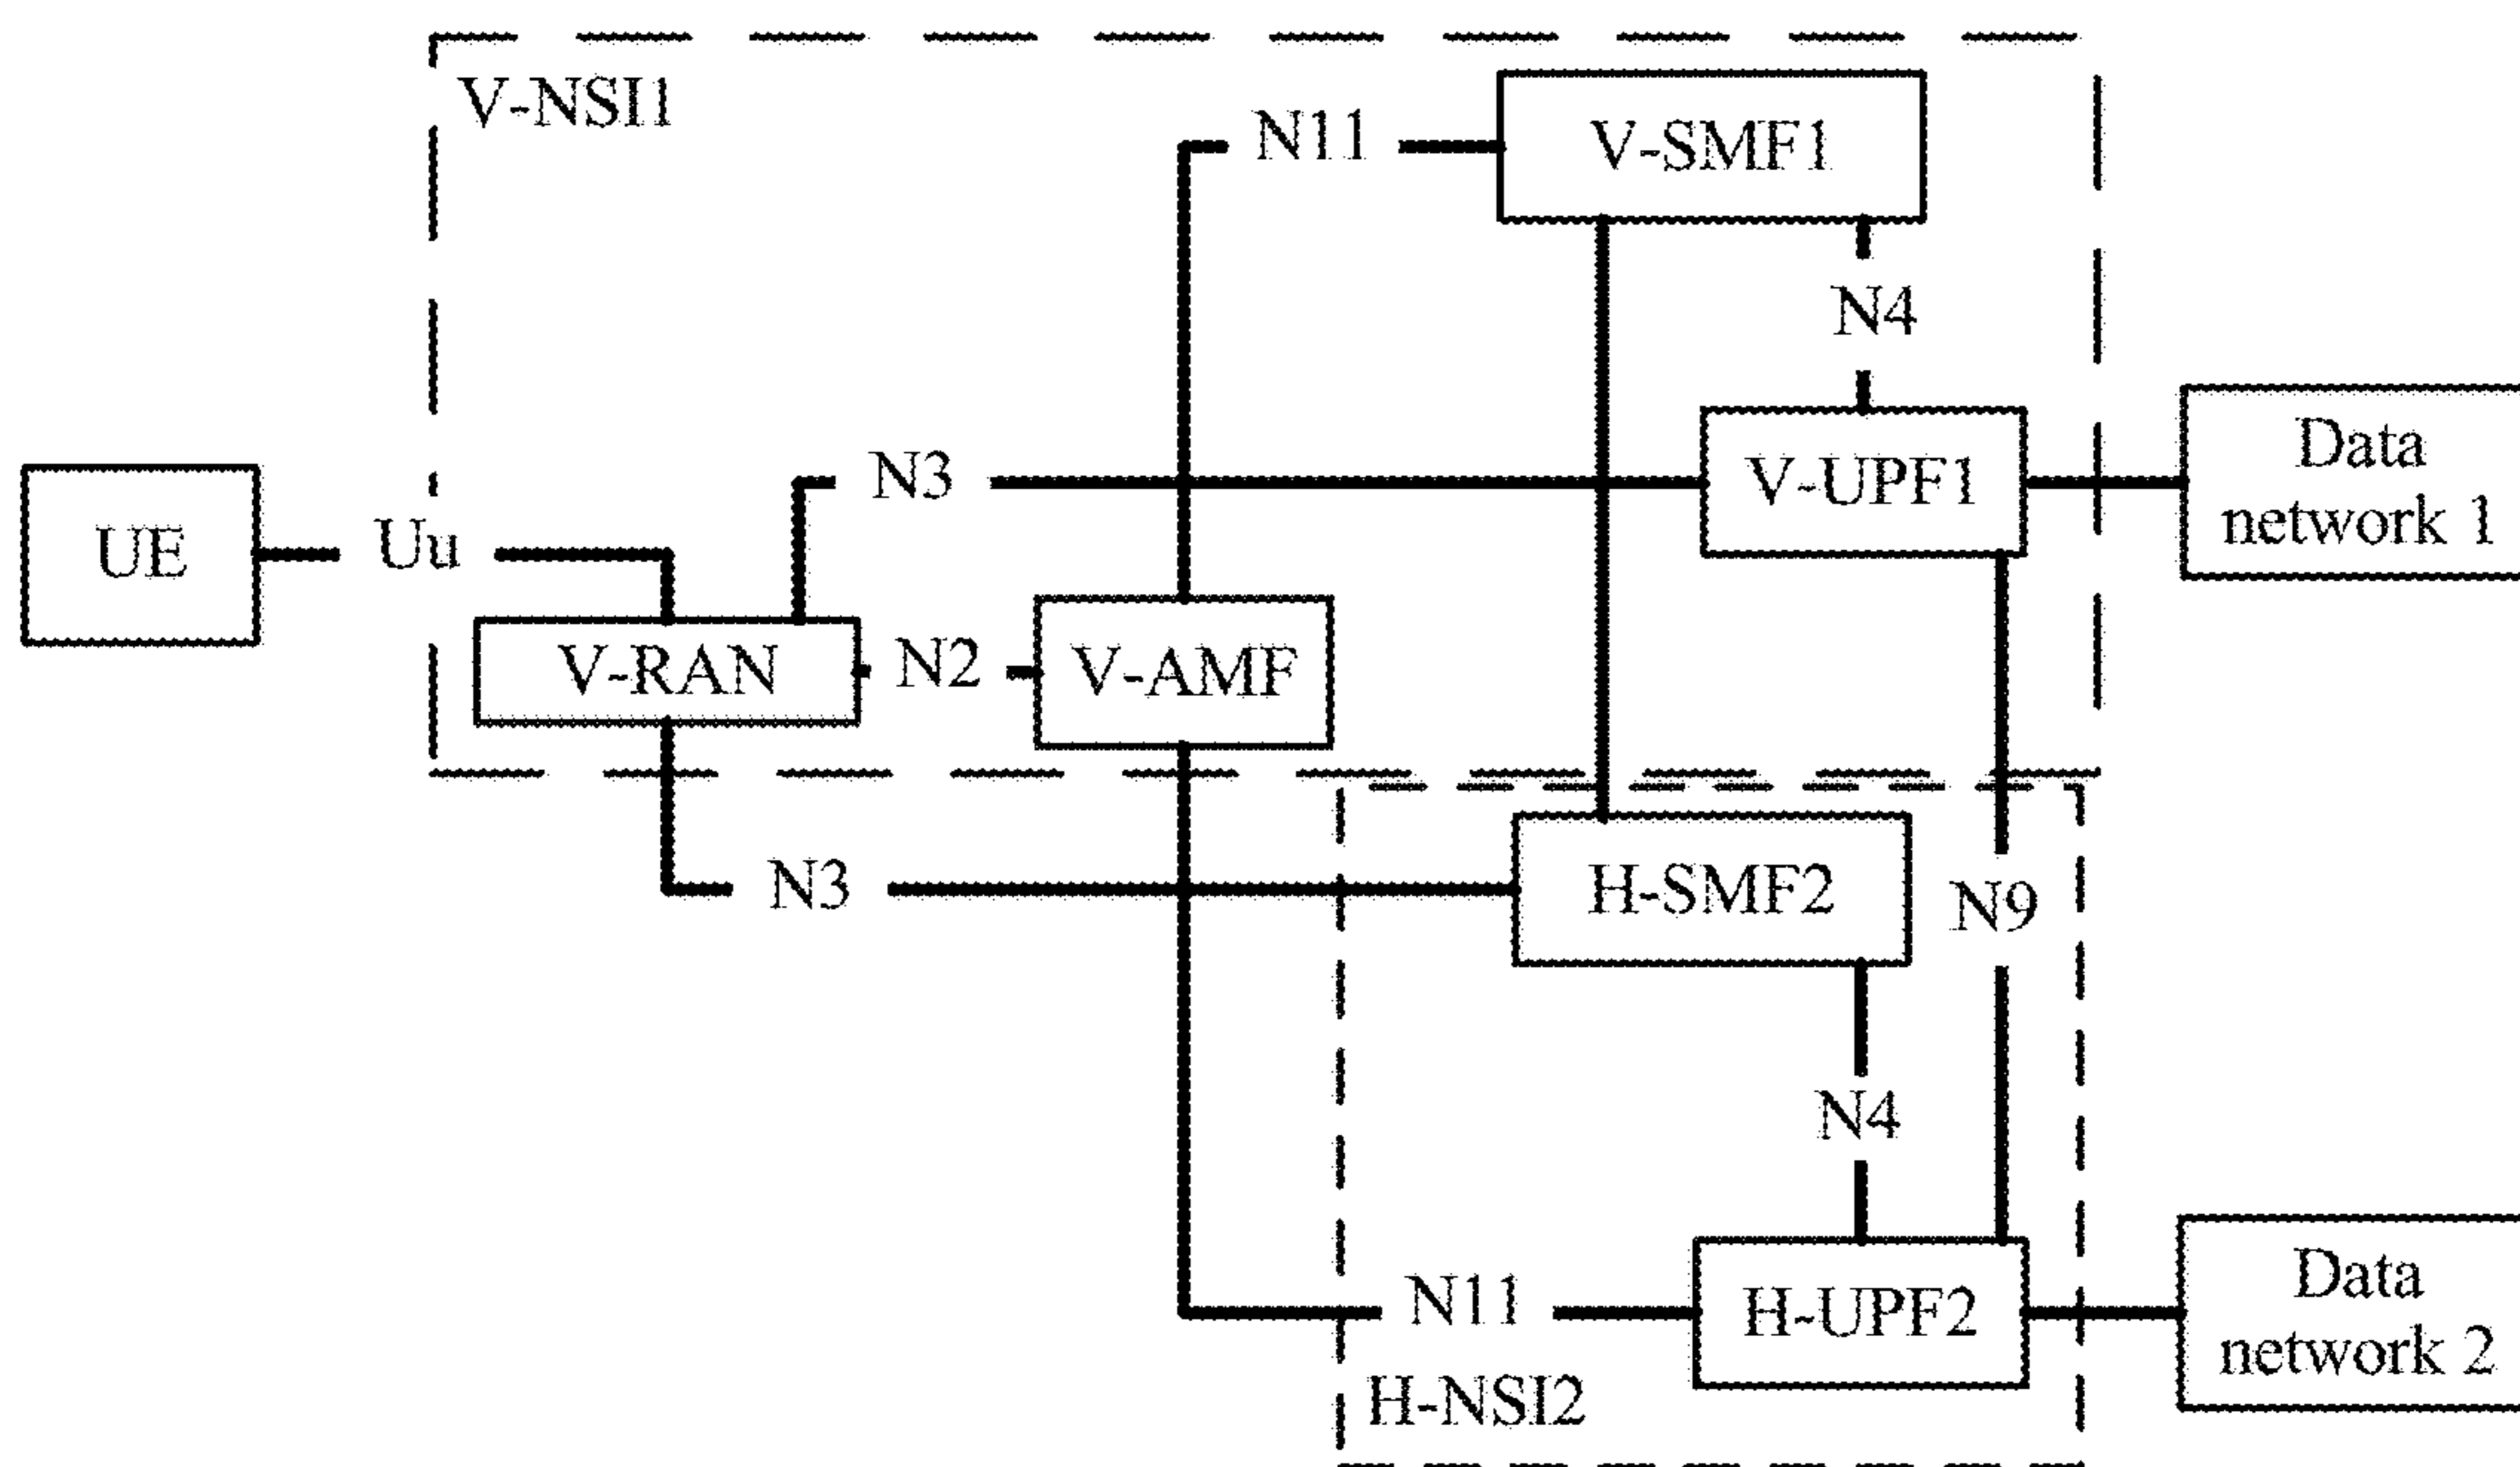 V-NSI1
N11
V-SMF1
N4
N3
V-UPF1
Data
network 1
UE
Uu
V-RAN
N2
V-AMF
N3
H-SMF2
N9
N4
N11
H-UPF2
Data
network 2
H-NSI2